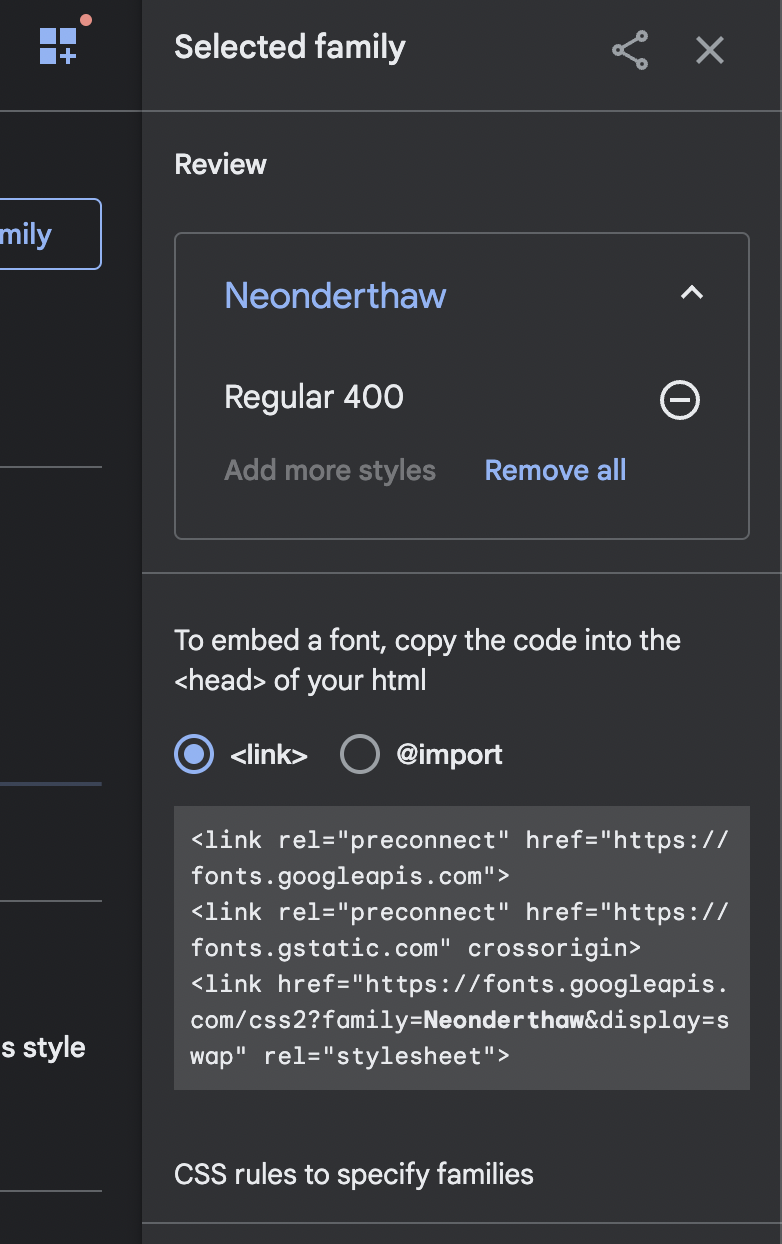 Selected family
Review
mily
Neonderthaw
Regular 400
Add more styles Remove all
To embed a font, copy the code into the
<head> of your html
<link> @import
<link rel="preconnect" href="https://
fonts.googleapis.com">
<link rel="preconnect" href="https://
fonts.gstatic.com" crossorigin>
<link href="https://fonts.googleapis.
com/css2?family=Neonderthaw&display=s
wap" rel="stylesheet">
s style
CSS rules to specify families